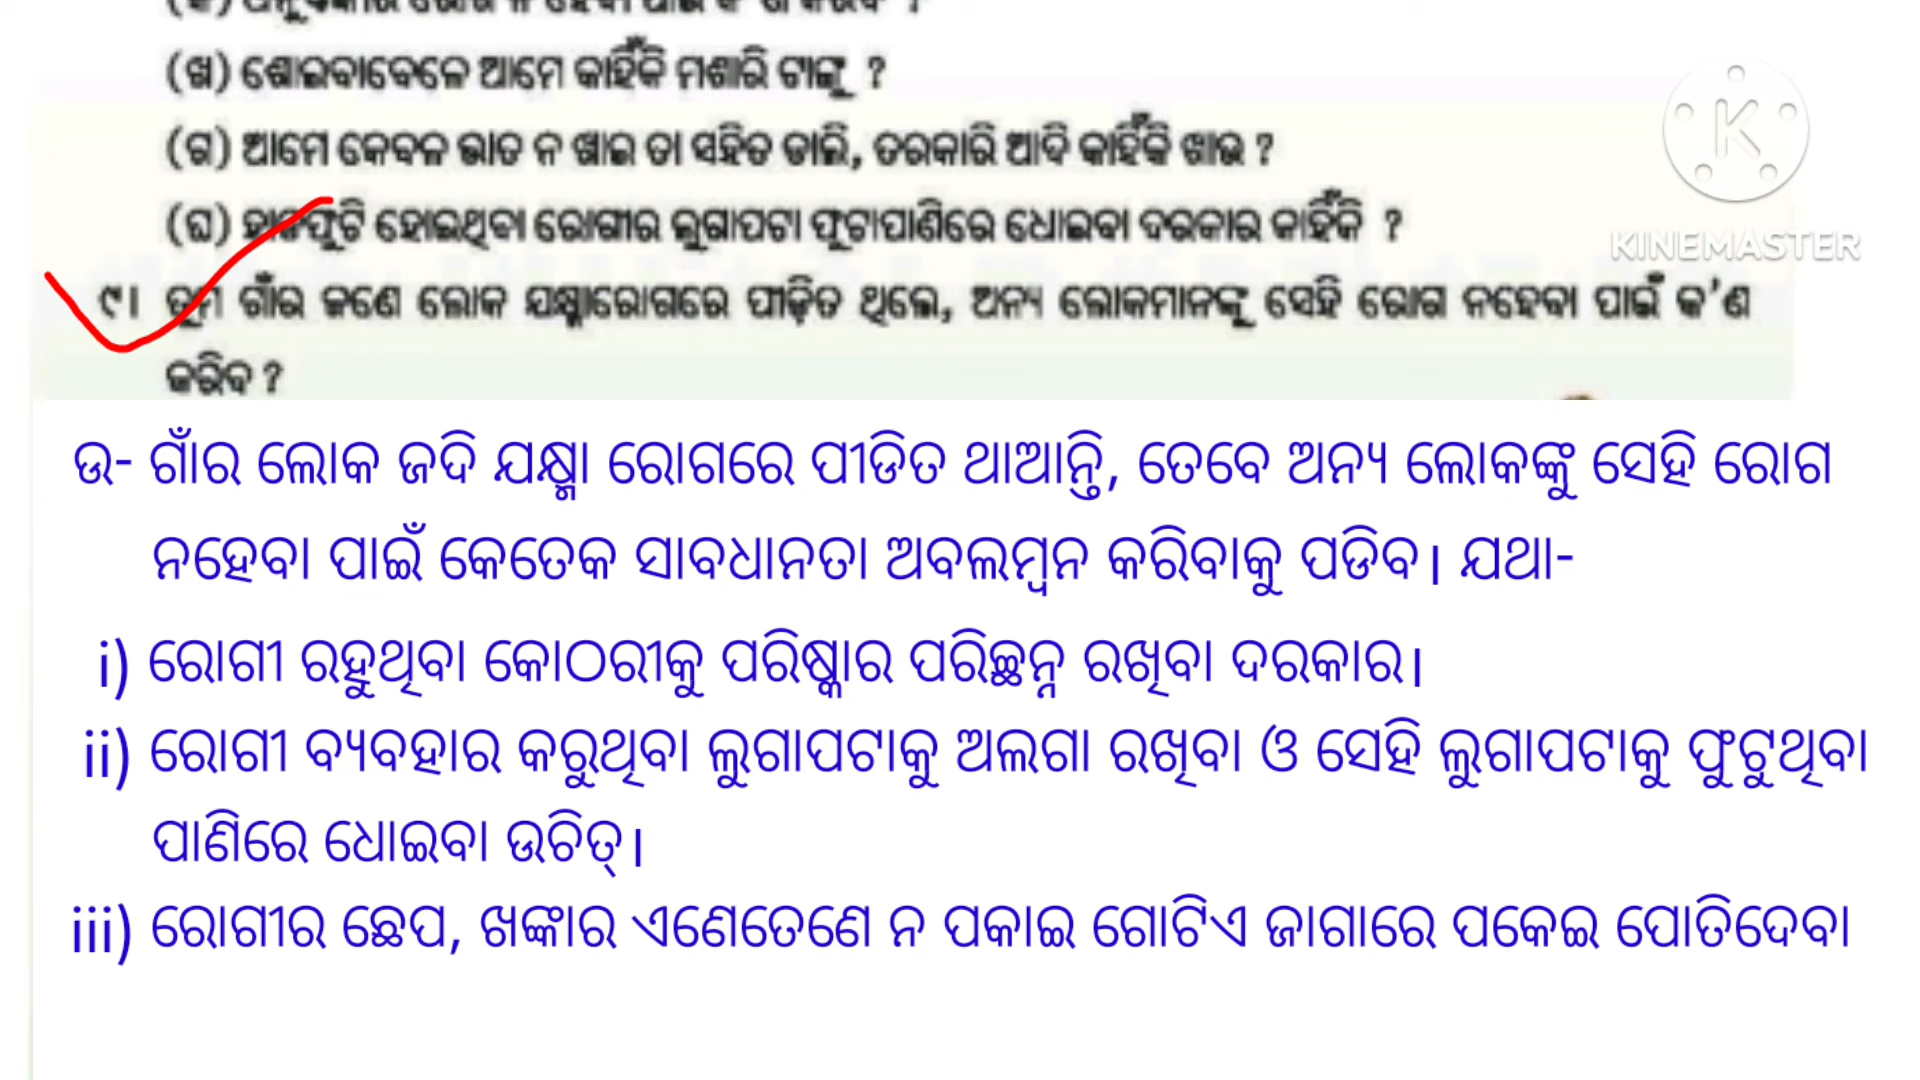 (ଖ) ଶୋଇବାବେଳେ ଆମେ କାହିଁକି ମଶାରି ଟାଙ୍କୁ ?
(ଗ) ଆମେ କେବଳ ଭାତ ନ ଖାଇ ତା ସହିତ ଡାଲି, ତରକାରି ଆଦି କାହିଁକି ଖାଉ ?
(ଘ) ହାଡଫୁଟି ହୋଇଥିବା ରୋଗୀର ଲୁଗାପଟା ଫୁଟାପାଣିରେ ଧୋଇବା ଦରକାର କାହିଁକି ?
KINEMASTER
୯। ତୁମ ଗାଁର ଜଣେ ଲୋକ ଯକ୍ଷ୍ମାରୋଗରେ ପୀଡ଼ିତ ଥିଲେ, ଅନ୍ୟ ଲୋକମାନଙ୍କୁ ସେହି ରୋଗ ନହେବା ପାଇଁ କ'ଣ
କରିବ ?
ଉ- ଗାଁର ଲୋକ ଜଦି ଯକ୍ଷ୍ମା ରୋଗରେ ପୀଡିତ ଥାଆନ୍ତି, ତେବେ ଅନ୍ୟ ଲୋକଙ୍କୁ ସେହି ରୋଗ
ନହେବା ପାଇଁ କେତେକ ସାବଧାନତା ଅବଲମ୍ବନ କରିବାକୁ ପଡିବ। ଯଥା-
i) ରୋଗୀ ରହୁଥିବା କୋଠରୀକୁ ପରିଷ୍କାର ପରିଚ୍ଛନ୍ନ ରଖିବା ଦରକାର।
ii) ରୋଗୀ ବ୍ୟବହାର କରୁଥିବା ଲୁଗାପଟାକୁ ଅଲଗା ରଖିବା ଓ ସେହି ଲୁଗାପଟାକୁ ଫୁଟୁଥିବା
ପାଣିରେ ଧୋଇବା ଉଚିତ୍।
iii) ରୋଗୀର ଛେପ, ଖଙ୍କାର ଏଣେତେଣେ ନ ପକାଇ ଗୋଟିଏ ଜାଗାରେ ପକେଇ ପୋତିଦେବା